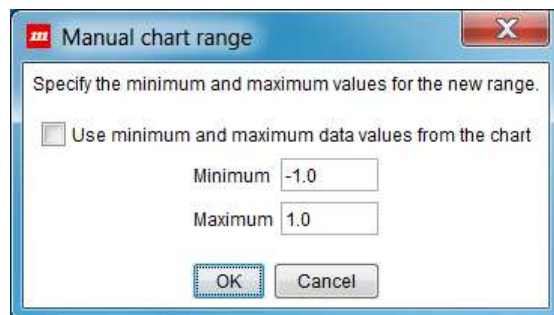 m Manual chart range
Specify the minimum and maximum values for the new range.
Use minimum and maximum data values from the chart
Minimum -1.0
Maximum 1.0
OK Cancel